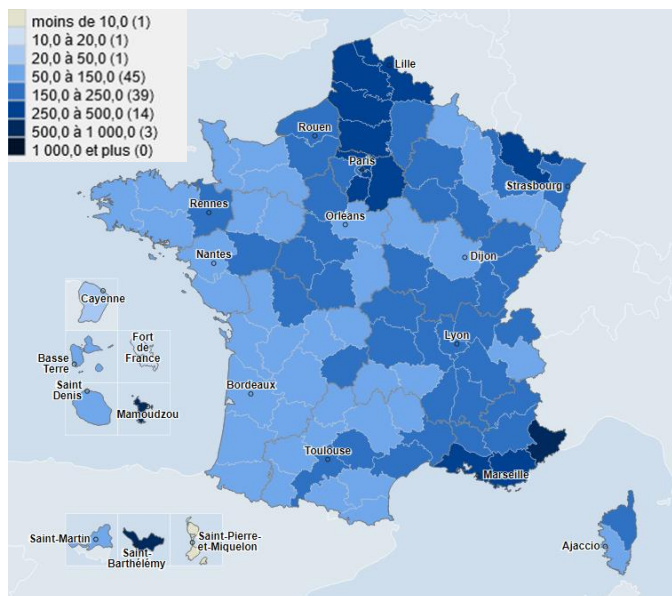 moins de 10,0 (1)
10,0 à 20,0 (1)
20,0 à 50,0 (1)
50,0 à 150,0 (45)
150,0 à 250,0 (39)
250,0 à 500,0 (14)
500,0 à 1 000,0 (3)
1 000,0 et plus (0)
Lille
Rouen
Paris
Strasbourg
Rennes
Orléans
Nantes
Dijon
Cayenne
Fort
de
France
Basse
Terre
Lyon
Saint
Denis
Mamoudzou
Bordeaux
Toulouse
Marseille
Saint-Martin
Saint-
Barthélémy
Saint-Pierre-
et-Miquelon
Ajaccio